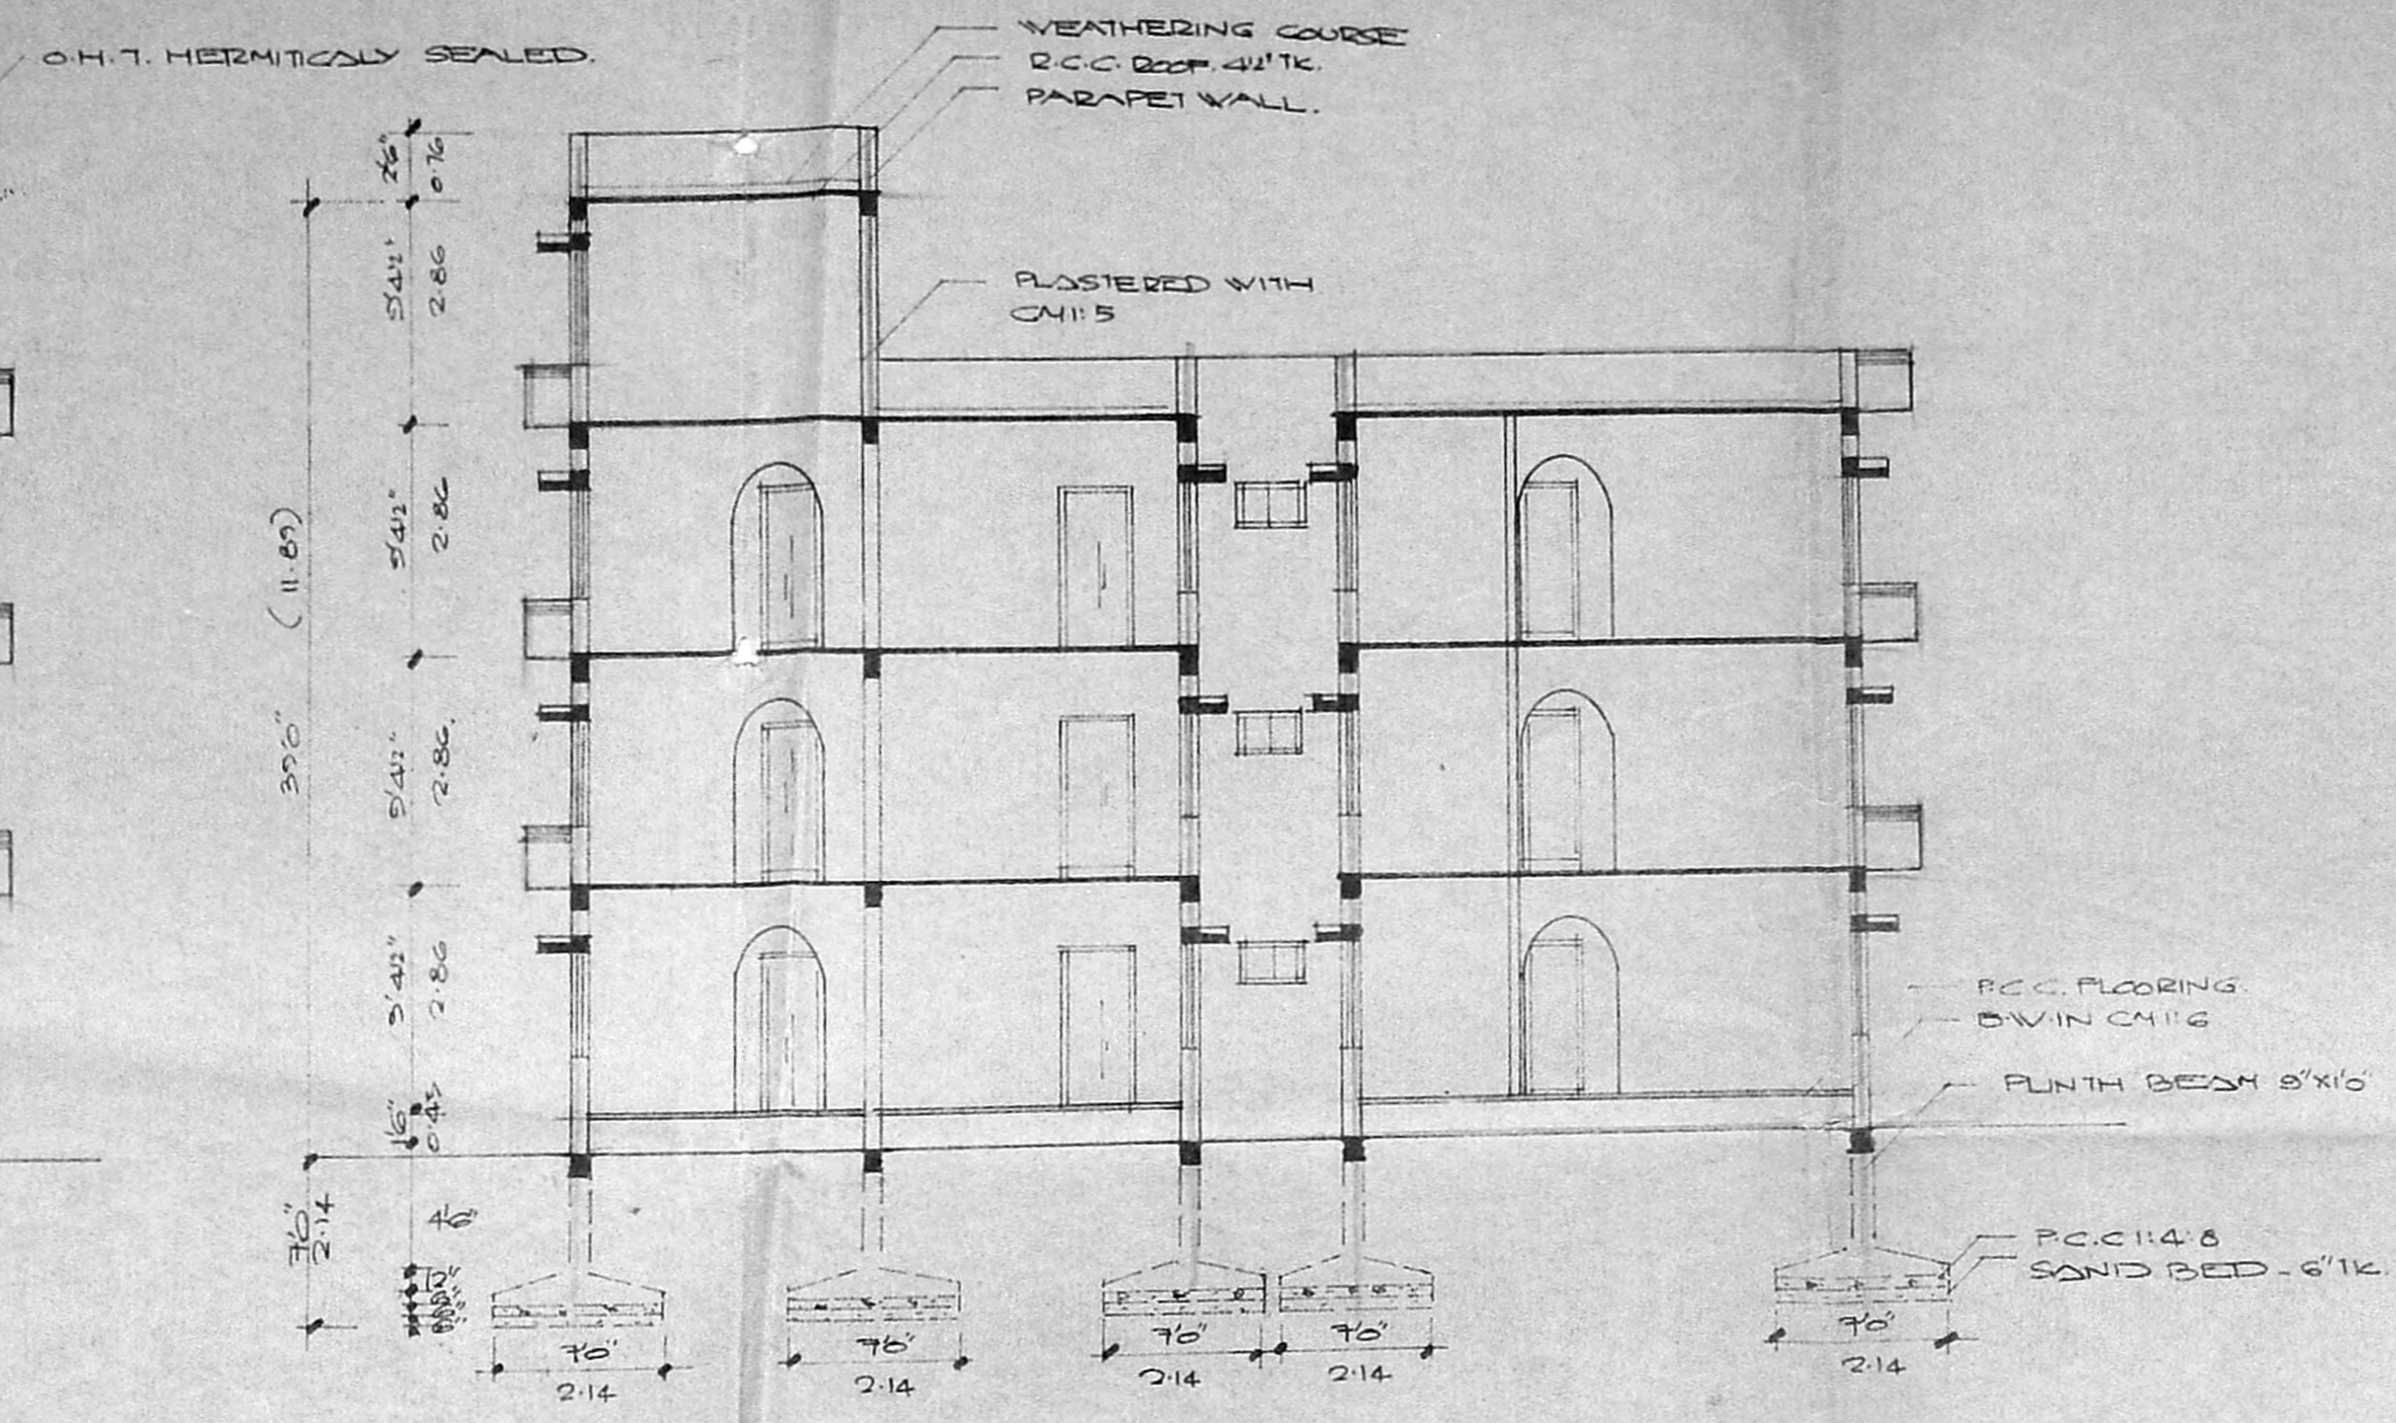 O.H.T. HERMITICALY SEALED.
WEATHERING COURSE
R.C.C. ROOF. 4½" TK.
PARAPET WALL.
PLASTERED WITH
CM 1:5
2'6"
0.76
9'4½"
2.86
9'4½"
2.86
9'4½"
2.86.
9'4½"
2.86
1'6"
0.45
39'0" (11.89)
7'0"
2.14
4'6"
12"
P.C.C. FLOORING.
B.W. IN CM 1:6
PLINTH BEAM 9"X1'0"
P.C.C 1:4:8
SAND BED - 6" TK.
7'0"
2.14
7'0"
2.14
7'0"
2.14
7'0"
2.14
7'0"
2.14